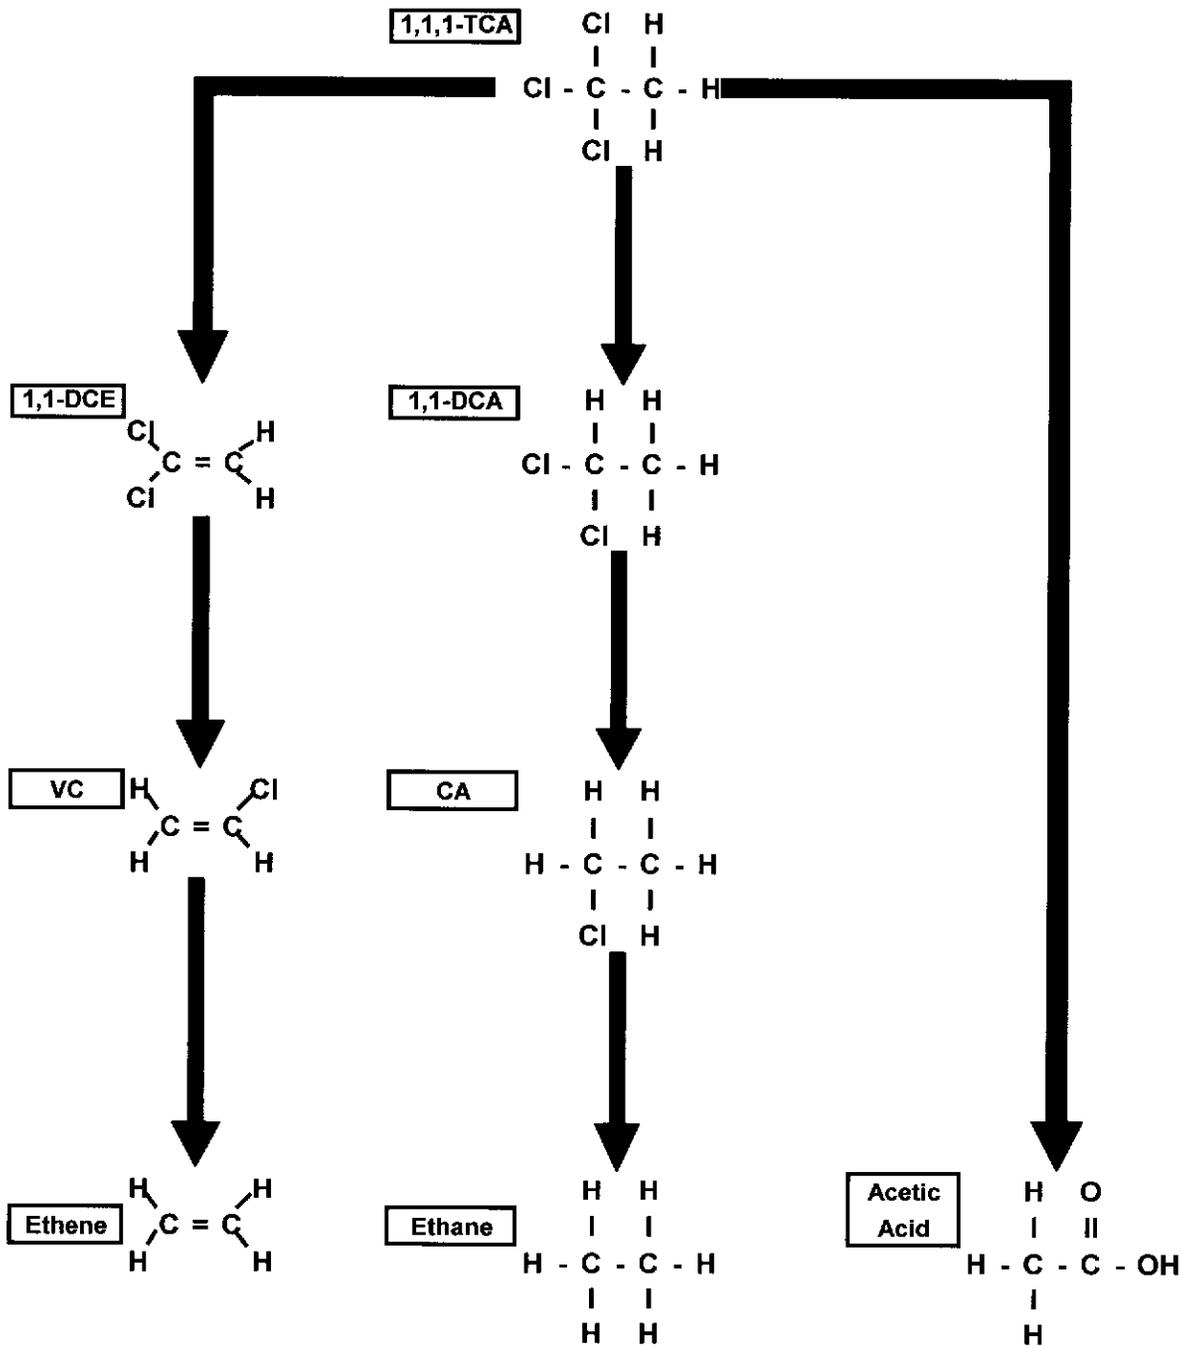 1,1,1-TCA
Cl H
Cl - C - C - H
Cl H
1,1-DCE
Cl H
C = C
Cl H
1,1-DCA
H H
Cl - C - C - H
Cl H
VC
H Cl
C = C
H H
CA
H H
H - C - C - H
Cl H
Ethene
H H
C = C
H H
Ethane
H H
H - C - C - H
H H
Acetic
Acid
H O
H - C - C - OH
H